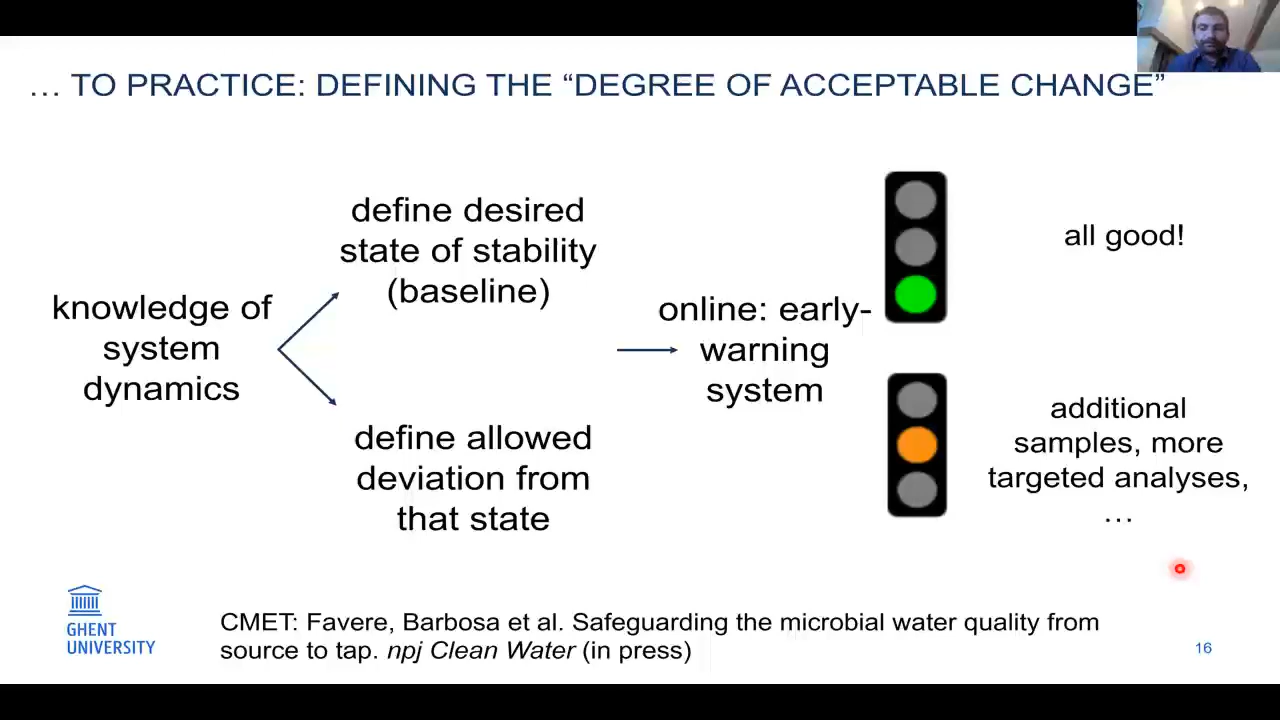 … TO PRACTICE: DEFINING THE “DEGREE OF ACCEPTABLE CHANGE”
knowledge of
system
dynamics
define desired
state of stability
(baseline)
define allowed
deviation from
that state
online: early-
warning
system
all good!
additional
samples, more
targeted analyses,
…
GHENT
UNIVERSITY
CMET: Favere, Barbosa et al. Safeguarding the microbial water quality from
source to tap. npj Clean Water (in press)
16